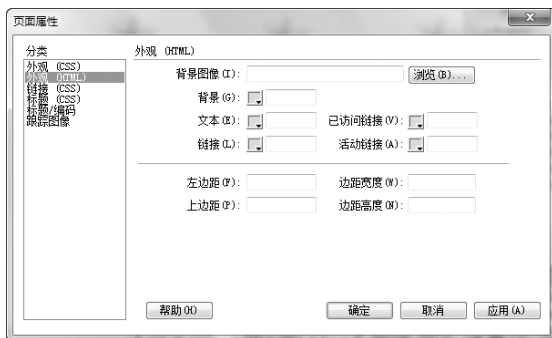 页面属性
分类
外观 (CSS)
外观 (HTML)
链接 (CSS)
标题 (CSS)
标题/编码
跟踪图像
外观 (HTML)
背景图像(I): 浏览(B)...
背景(G):
文本(E): 已访问链接(V):
链接(L): 活动链接(A):
左边距(F): 边距宽度(W):
上边距(P): 边距高度(N):
帮助(H) 确定 取消 应用(A)